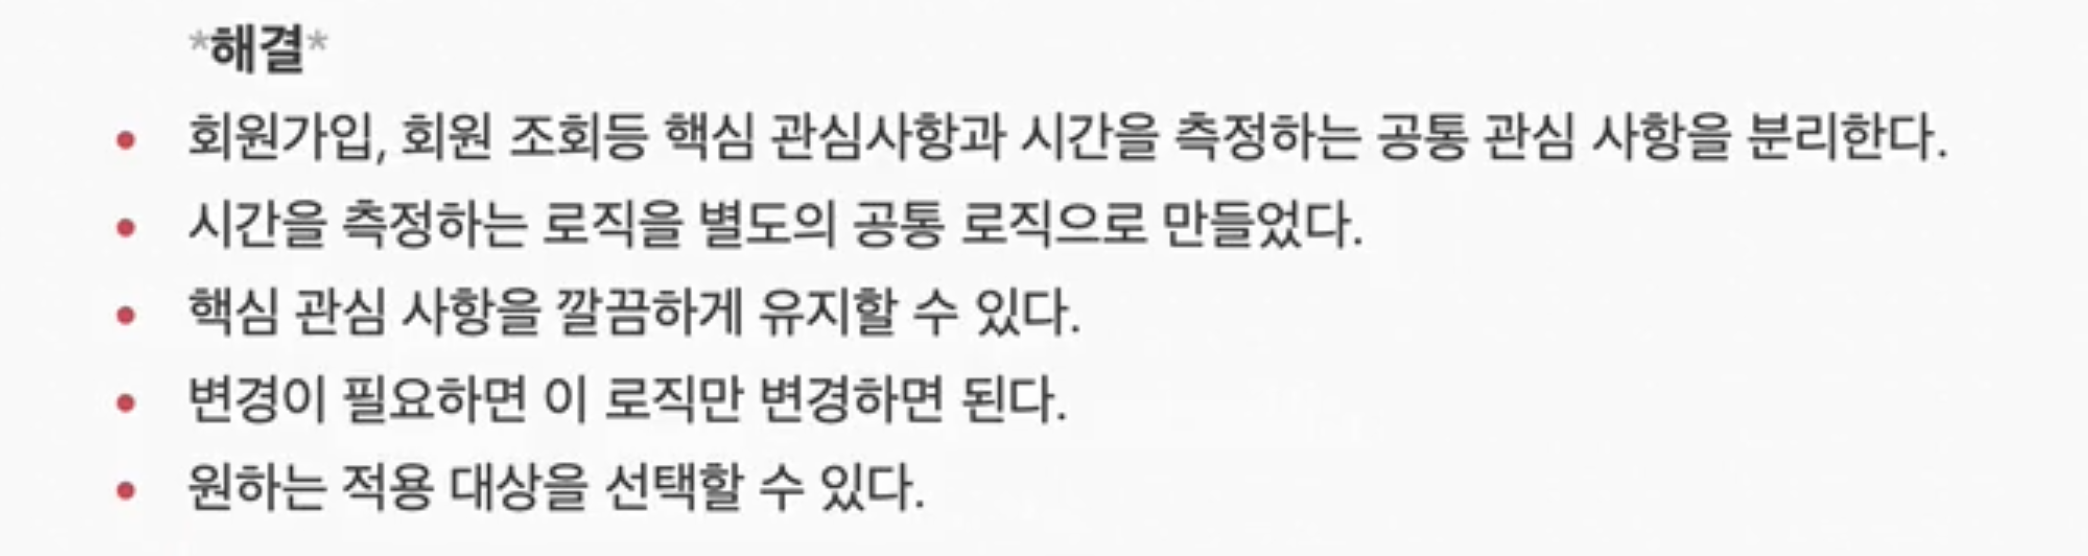 *해결*
• 회원가입, 회원 조회등 핵심 관심사항과 시간을 측정하는 공통 관심 사항을 분리한다.
• 시간을 측정하는 로직을 별도의 공통 로직으로 만들었다.
• 핵심 관심 사항을 깔끔하게 유지할 수 있다.
• 변경이 필요하면 이 로직만 변경하면 된다.
• 원하는 적용 대상을 선택할 수 있다.